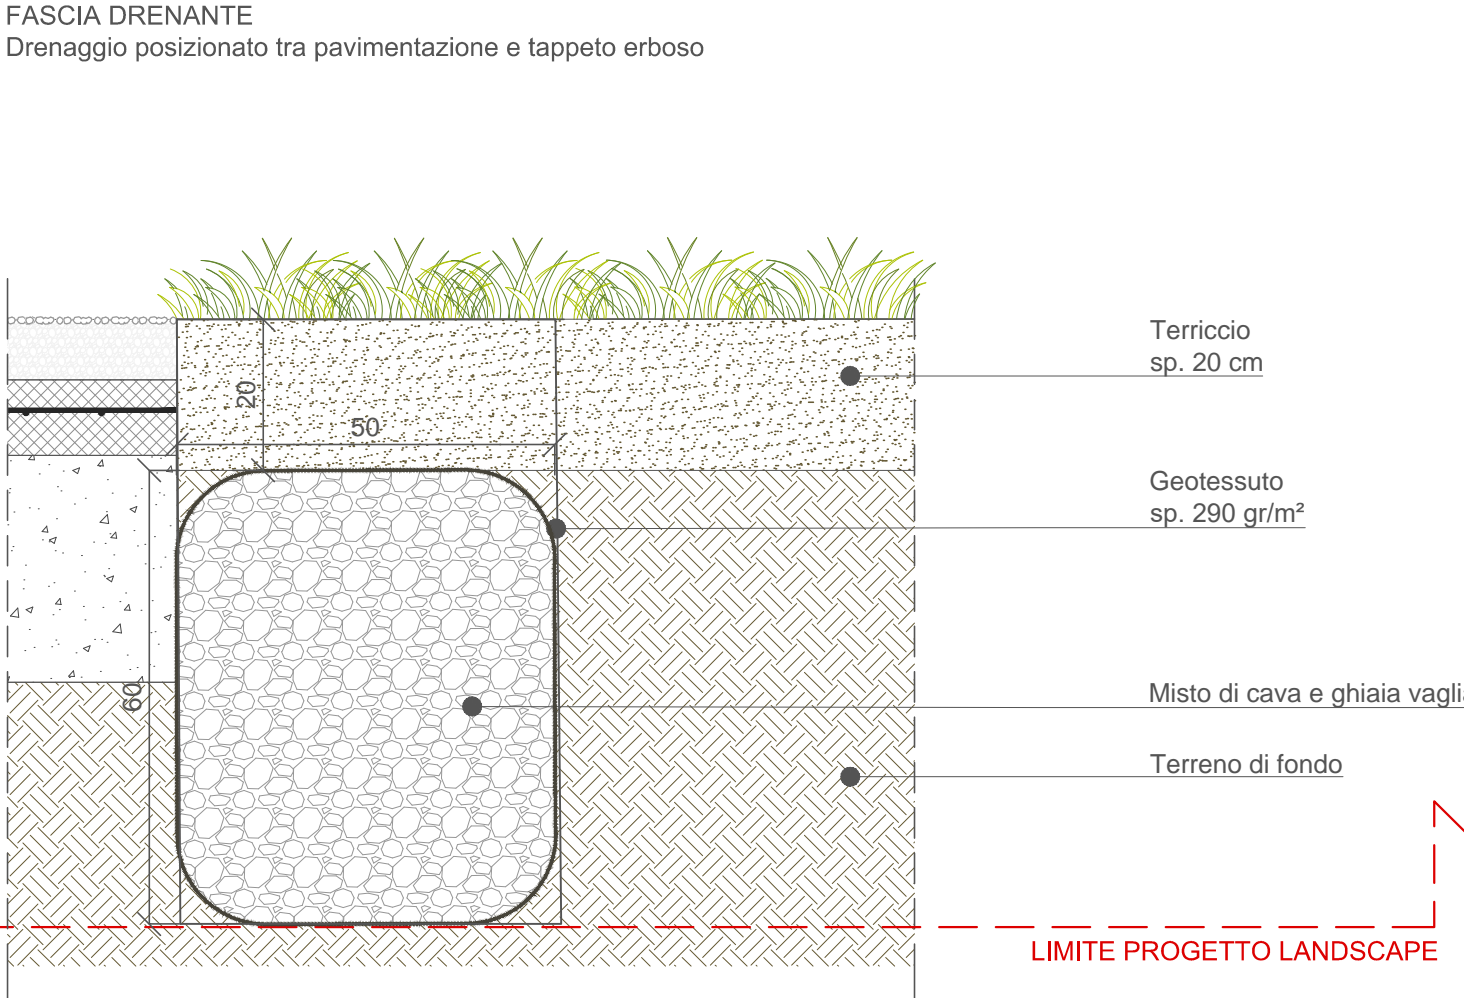 FASCIA DRENANTE
Drenaggio posizionato tra pavimentazione e tappeto erboso
Terriccio
sp. 20 cm
20
50
Geotessuto
sp. 290 gr/m²
60
Misto di cava e ghiaia
Terreno di fondo
LIMITE PROGETTO LANDSCAPE